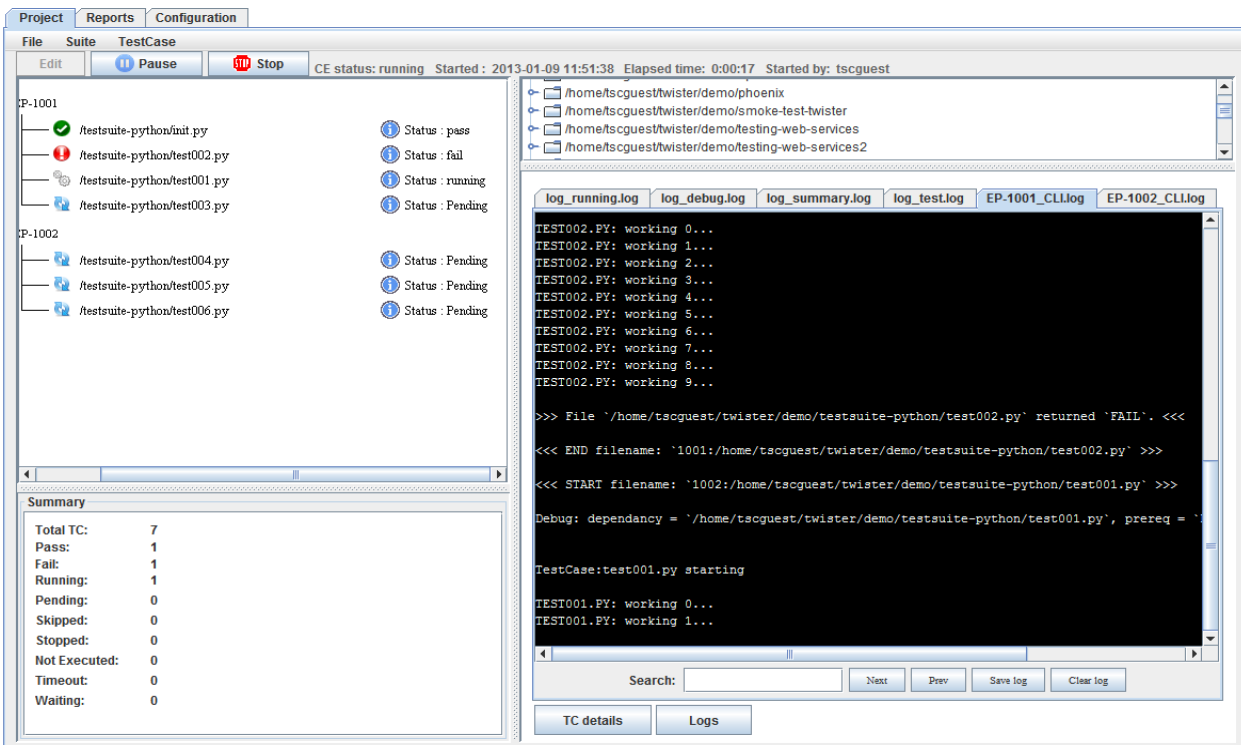 Project Reports Configuration
File Suite TestCase
Edit Pause STOP Stop CE status: running Started : 2013-01-09 11:51:38 Elapsed time: 0:00:17 Started by: tscguest
EP-1001
/testsuite-python/init.py Status : pass
/testsuite-python/test002.py Status : fail
/testsuite-python/test001.py Status : running
/testsuite-python/test003.py Status : Pending
EP-1002
/testsuite-python/test004.py Status : Pending
/testsuite-python/test005.py Status : Pending
/testsuite-python/test006.py Status : Pending
Summary
Total TC: 7
Pass: 1
Fail: 1
Running: 1
Pending: 0
Skipped: 0
Stopped: 0
Not Executed: 0
Timeout: 0
Waiting: 0
/home/tscguest/twister/demo/phoenix
/home/tscguest/twister/demo/smoke-test-twister
/home/tscguest/twister/demo/testing-web-services
/home/tscguest/twister/demo/testing-web-services2
log_running.log log_debug.log log_summary.log log_test.log EP-1001_CLI.log EP-1002_CLI.log
TEST002.PY: working 0...
TEST002.PY: working 1...
TEST002.PY: working 2...
TEST002.PY: working 3...
TEST002.PY: working 4...
TEST002.PY: working 5...
TEST002.PY: working 6...
TEST002.PY: working 7...
TEST002.PY: working 8...
TEST002.PY: working 9...
>>> File `/home/tscguest/twister/demo/testsuite-python/test002.py` returned `FAIL`. <<<
<<< END filename: `1001:/home/tscguest/twister/demo/testsuite-python/test002.py` >>>
<<< START filename: `1002:/home/tscguest/twister/demo/testsuite-python/test001.py` >>>
Debug: dependancy = `/home/tscguest/twister/demo/testsuite-python/test001.py`, prereq = `
TestCase:test001.py starting
TEST001.PY: working 0...
TEST001.PY: working 1...
Search: Next Prev Save log Clear log
TC details Logs